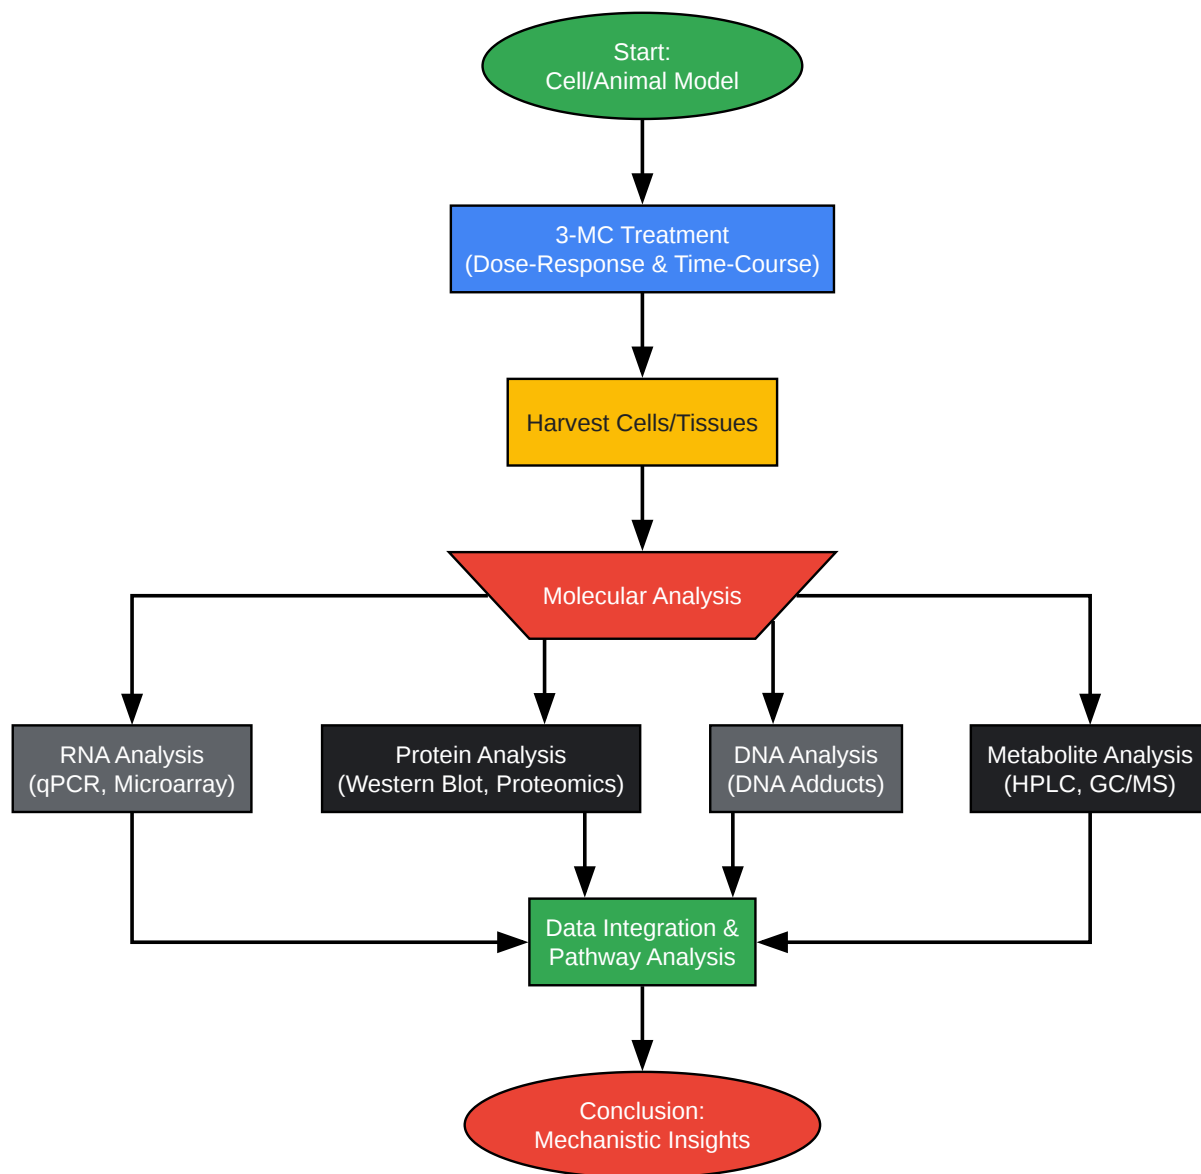 Start:
Cell/Animal Model
3-MC Treatment
(Dose-Response & Time-Course)
Harvest Cells/Tissues
Molecular Analysis
RNA Analysis
(qPCR, Microarray)
Protein Analysis
(Western Blot, Proteomics)
DNA Analysis
(DNA Adducts)
Metabolite Analysis
(HPLC, GC/MS)
Data Integration &
Pathway Analysis
Conclusion:
Mechanistic Insights